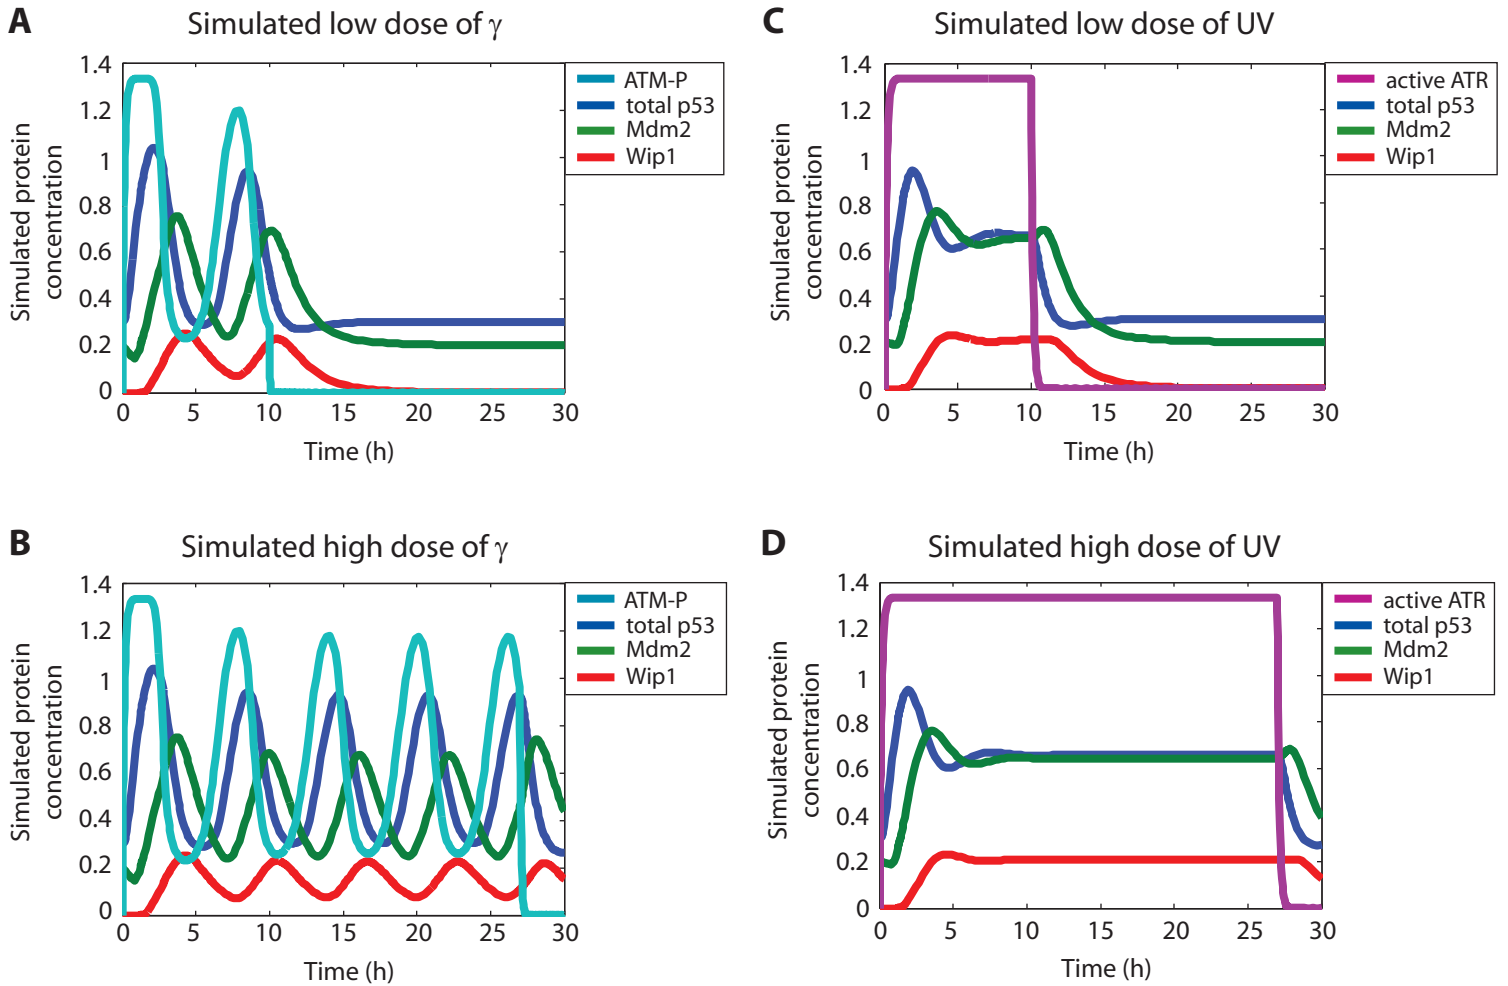 A
Simulated low dose of γ
Simulated protein
concentration
1.4
1.2
1
0.8
0.6
0.4
0.2
0
0 5 10 15 20 25 30
Time (h)
ATM-P
total p53
Mdm2
Wip1
C
Simulated low dose of UV
Simulated protein
concentration
1.4
1.2
1
0.8
0.6
0.4
0.2
0
0 5 10 15 20 25 30
Time (h)
active ATR
total p53
Mdm2
Wip1
B
Simulated high dose of γ
Simulated protein
concentration
1.4
1.2
1
0.8
0.6
0.4
0.2
0
0 5 10 15 20 25 30
Time (h)
ATM-P
total p53
Mdm2
Wip1
D
Simulated high dose of UV
Simulated protein
concentration
1.4
1.2
1
0.8
0.6
0.4
0.2
0
0 5 10 15 20 25 30
Time (h)
active ATR
total p53
Mdm2
Wip1